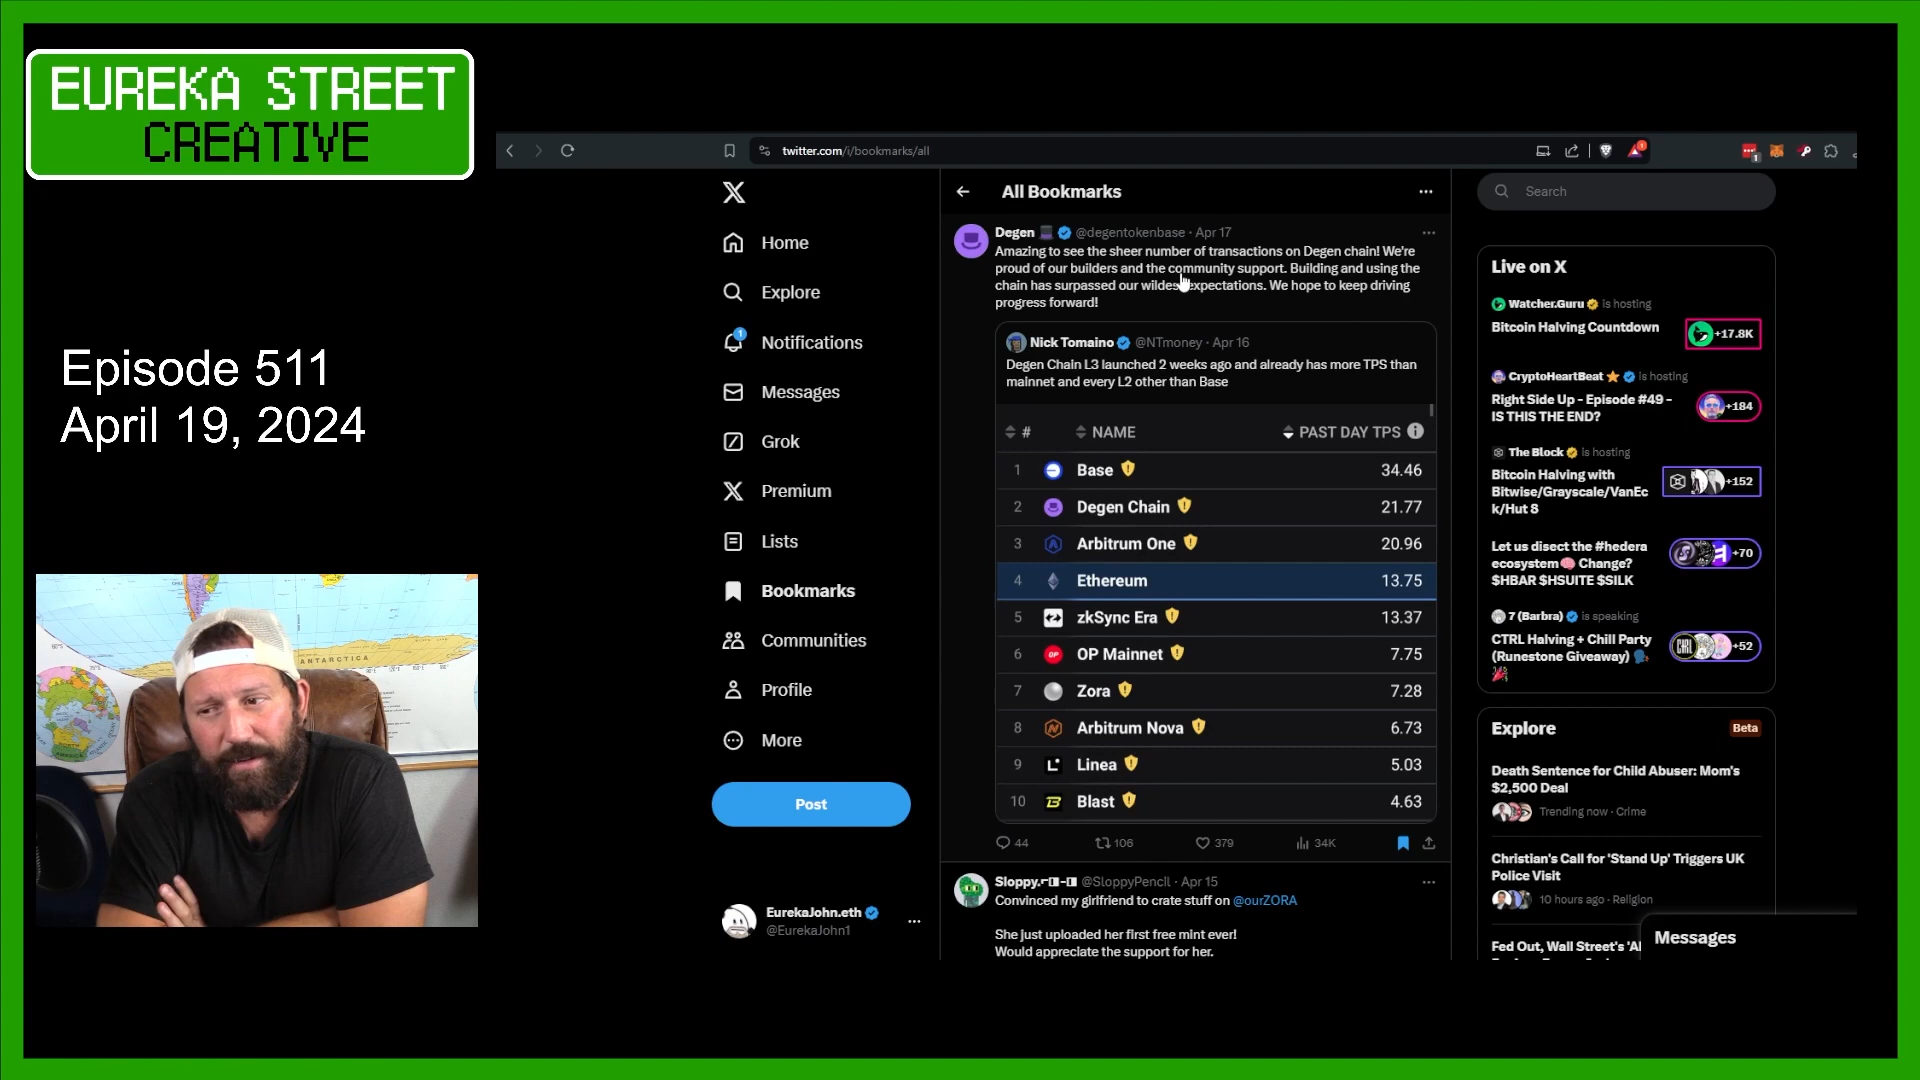 EUREKA STREET
CREATIVE
Episode 511
April 19, 2024
ANTARCTICA
twitter.com/i/bookmarks/all
Home
Explore
Notifications
1
Messages
Grok
Premium
Lists
Bookmarks
Communities
Profile
More
Post
EurekaJohn.eth
@EurekaJohn1
All Bookmarks
Degen @degentokenbase · Apr 17
Amazing to see the sheer number of transactions on Degen chain! We're
proud of our builders and the community support. Building and using the
chain has surpassed our wildest expectations. We hope to keep driving
progress forward!
Nick Tomaino @NTmoney · Apr 16
Degen Chain L3 launched 2 weeks ago and already has more TPS than
mainnet and every L2 other than Base
# NAME PAST DAY TPS
1 Base 34.46
2 Degen Chain 21.77
3 Arbitrum One 20.96
4 Ethereum 13.75
5 zkSync Era 13.37
6 OP Mainnet 7.75
7 Zora 7.28
8 Arbitrum Nova 6.73
9 Linea 5.03
10 Blast 4.63
44 106 379 34K
@SloppyPencil · Apr 15
Convinced my girlfriend to crate stuff on @ourZORA
She just uploaded her first free mint ever!
Would appreciate the support for her.
Search
Live on X
Watcher.Guru is hosting
Bitcoin Halving Countdown
+17.8K
CryptoHeartBeat is hosting
Right Side Up - Episode #49 -
IS THIS THE END?
+184
The Block is hosting
Bitcoin Halving with
Bitwise/Grayscale/VanEc
k/Hut 8
+152
Let us disect the #hedera
ecosystem🧠 Change?
$HBAR $HSUITE $SILK
+70
7 (Barbra) is speaking
CTRL Halving + Chill Party
(Runestone Giveaway)
+52
Explore
Beta
Death Sentence for Child Abuser: Mom's
$2,500 Deal
Trending now · Crime
Christian's Call for 'Stand Up' Triggers UK
Police Visit
10 hours ago · Religion
Fed Out, Wall Street's
Messages